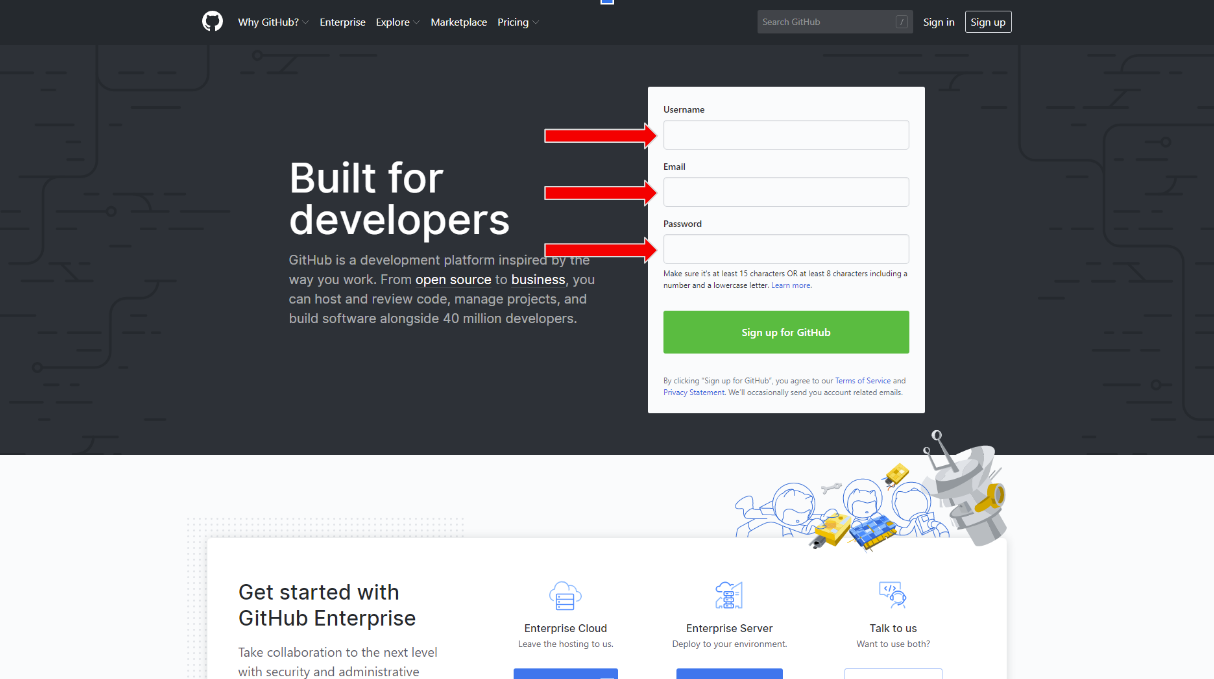 Why GitHub? Enterprise Explore Marketplace Pricing Search GitHub / Sign in Sign up
Built for
developers
GitHub is a development platform inspired by the
way you work. From open source to business, you
can host and review code, manage projects, and
build software alongside 40 million developers.
Username
Email
Password
Make sure it's at least 15 characters OR at least 8 characters including a
number and a lowercase letter. Learn more.
Sign up for GitHub
By clicking "Sign up for GitHub", you agree to our Terms of Service and
Privacy Statement. We'll occasionally send you account related emails.
Get started with
GitHub Enterprise
Take collaboration to the next level
with security and administrative
Enterprise Cloud
Leave the hosting to us.
Enterprise Server
Deploy to your environment.
</>
Talk to us
Want to use both?